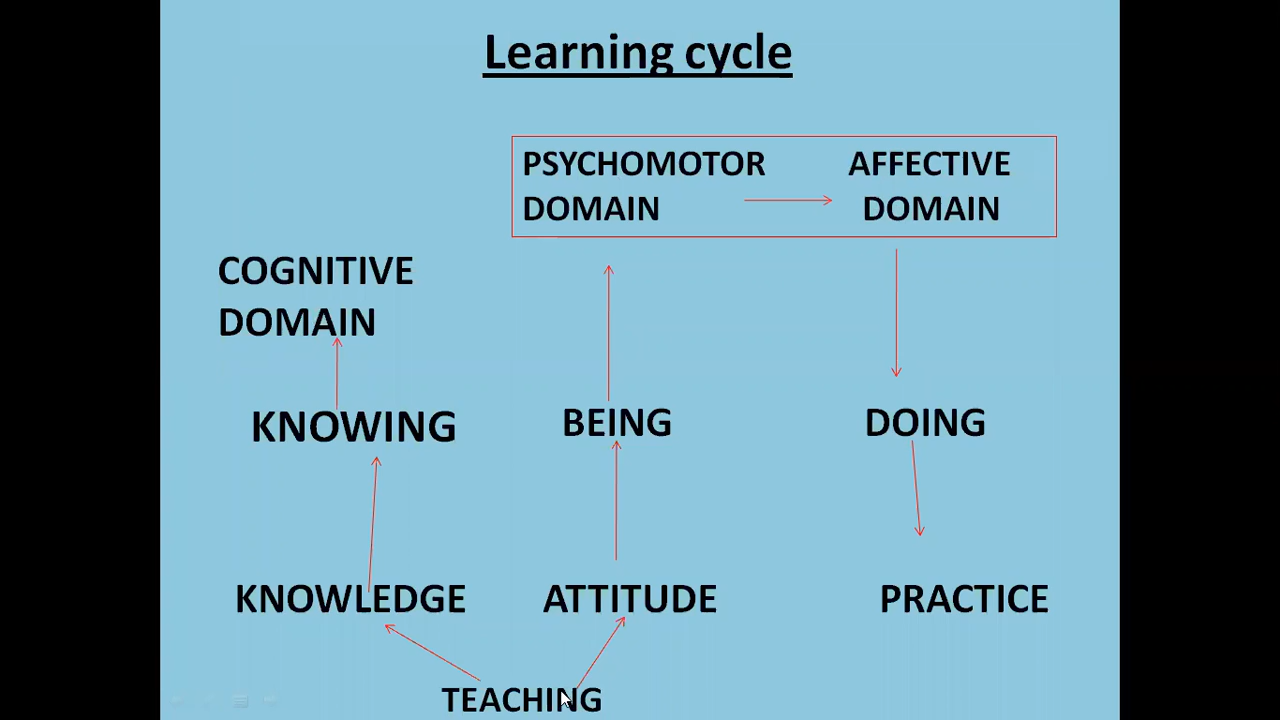 Learning cycle
PSYCHOMOTOR AFFECTIVE
DOMAIN DOMAIN
COGNITIVE
DOMAIN
KNOWING BEING DOING
KNOWLEDGE ATTITUDE PRACTICE
TEACHING